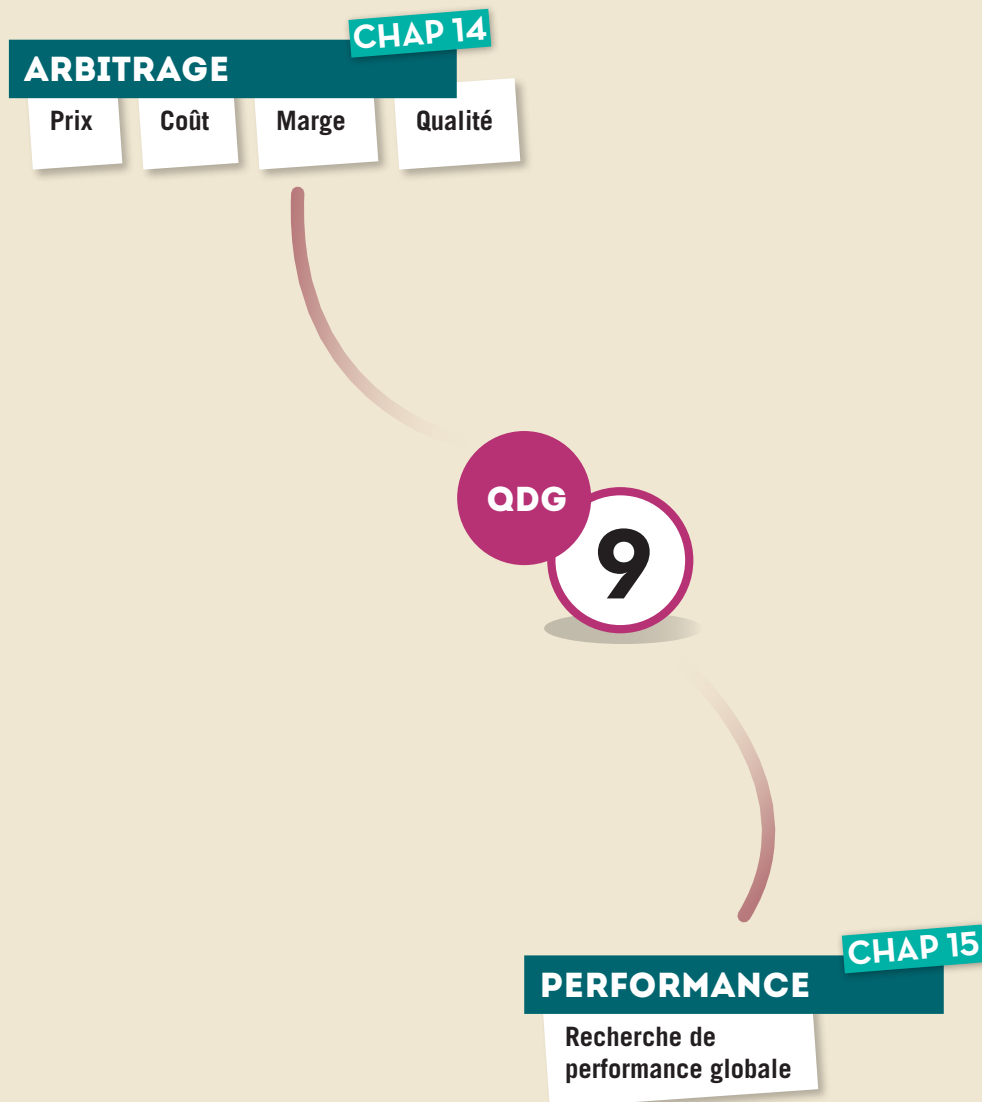 CHAP 14
ARBITRAGE
Prix
Coût
Marge
Qualité
QDG
9
CHAP 15
PERFORMANCE
Recherche de
performance globale